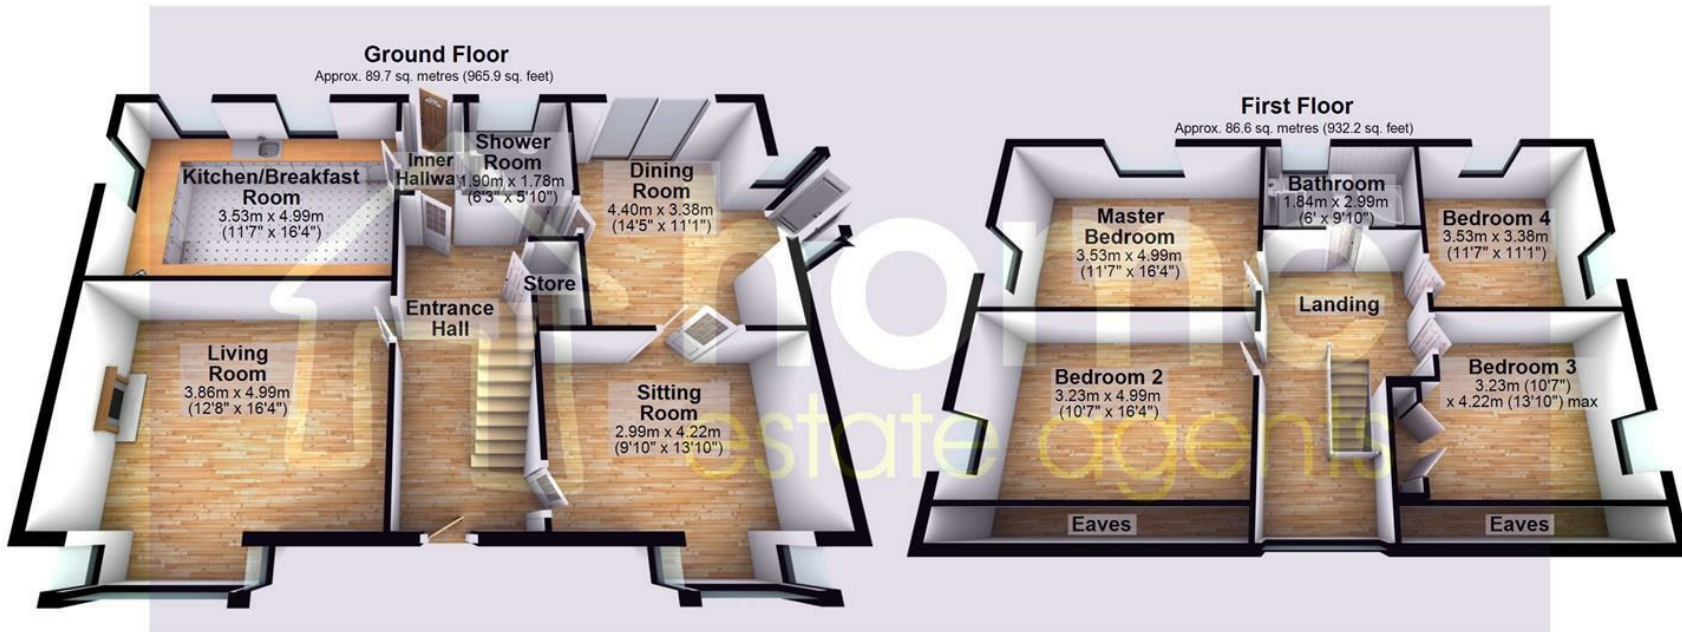 Ground Floor
Approx. 89.7 sq. metres (965.9 sq. feet)
Kitchen/Breakfast
Room
3.53m x 4.99m
(11'7" x 16'4")
Inner
Hallwa
Shower
Room
1.90m x 1.78m
(6'3" x 5'10")
Dining
Room
4.40m x 3.38m
(14'5" x 11'1")
Store
Entrance
Hall
Living
Room
3.86m x 4.99m
(12'8" x 16'4")
Sitting
Room
2.99m x 4.22m
(9'10" x 13'10")
First Floor
Approx. 86.6 sq. metres (932.2 sq. feet)
Master
Bedroom
3.53m x 4.99m
(11'7" x 16'4")
Bathroom
1.84m x 2.99m
(6' x 9'10")
Bedroom 4
3.53m x 3.38m
(11'7" x 11'1")
Landing
Bedroom 2
3.23m x 4.99m
(10'7" x 16'4")
Bedroom 3
3.23m (10'7")
x 4.22m (13'10") max
Eaves
Eaves
home
estate agents